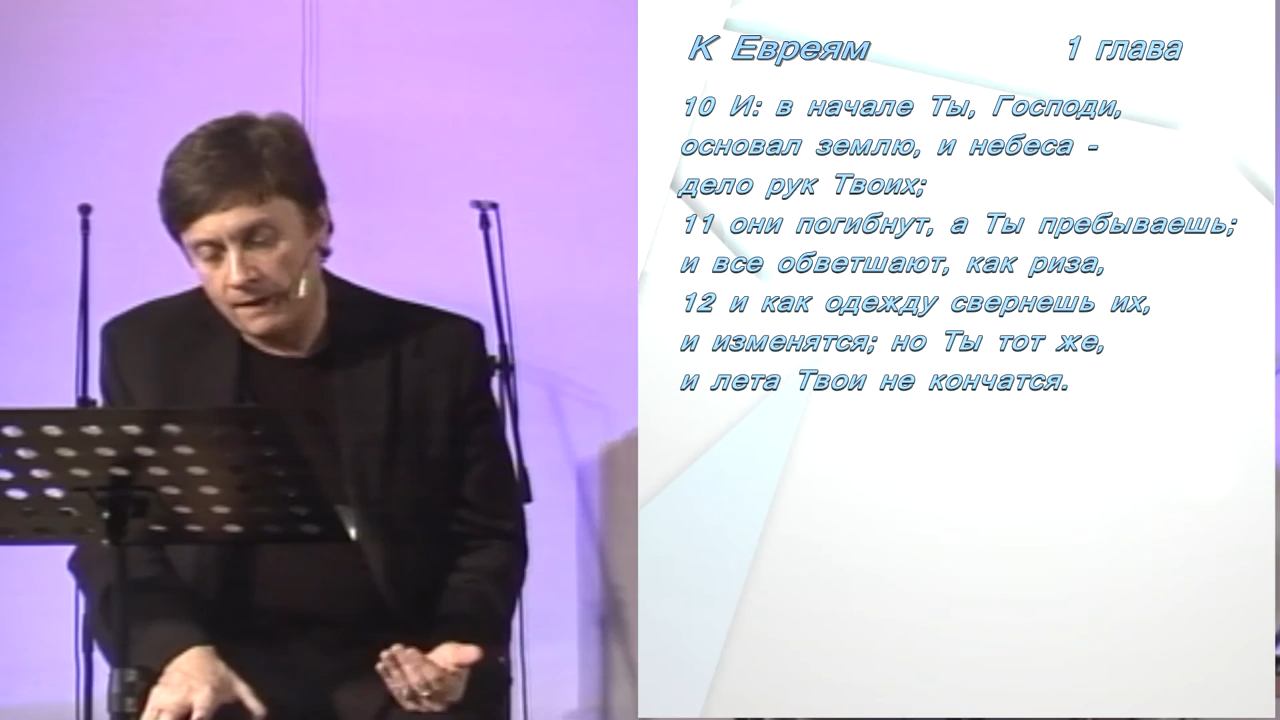 К Евреям 1 глава
10 И: в начале Ты, Господи,
основал землю, и небеса -
дело рук Твоих;
11 они погибнут, а Ты пребываешь;
и все обветшают, как риза,
12 и как одежду свернешь их,
и изменятся; но Ты тот же,
и лета Твои не кончатся.